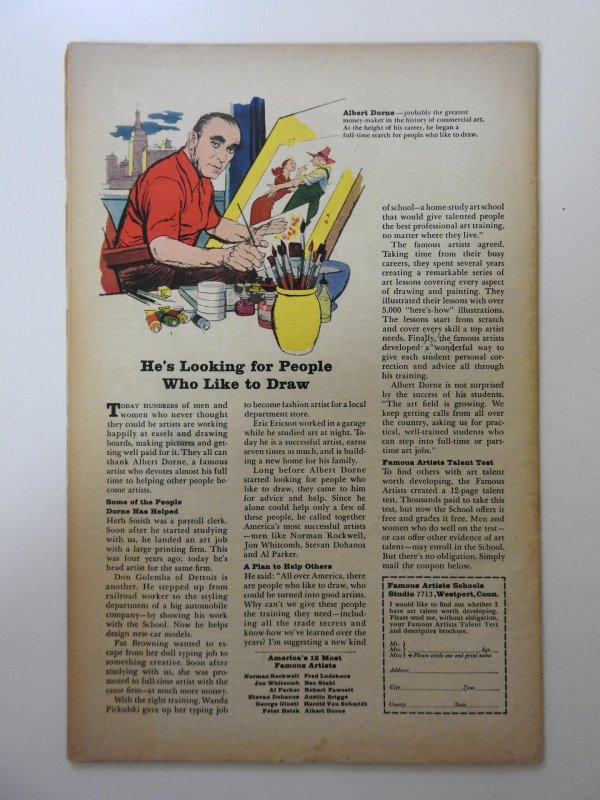 Albert Dorne—probably the greatest
money-maker in the history of commercial art.
At the height of his career, he began a
full-time search for people who like to draw.
He's Looking for People
Who Like to Draw
TODAY HUNDREDS of men and
women who never thought
they could be artists are working
happily at easels and drawing
boards, making pictures and get-
ting well paid for it. They all can
thank Albert Dorne, a famous
artist who devotes almost his full
time to helping other people be-
come artists.
Some of the People
Dorne Has Helped
Herb Smith was a payroll clerk.
Soon after he started studying
with us, he landed an art job
with a large printing firm. This
was four years ago; today he's
head artist for the same firm.
Don Golemba of Detroit is
another. He stepped up from
railroad worker to the styling
department of a big automobile
company—by showing his work
with the School. Now he helps
design new-car models.
Pat Browning wanted to es-
cape from her dull typing job to
something creative. Soon after
studying with us, she was pro-
moted to full-time artist with the
same firm—at much more money.
With the right training, Wanda
Pickulski gave up her typing job
to become fashion artist for a local
department store.
Eric Ericson worked in a garage
while he studied art at night. To-
day he is a successful artist, earns
seven times as much, and is build-
ing a new home for his family.
Long before Albert Dorne
started looking for people who
like to draw, they came to him
for advice and help. Since he
alone could help only a few of
these people, he called together
America's most successful artists
—men like Norman Rockwell,
Jon Whitcomb, Stevan Dohanos
and Al Parker.
A Plan to Help Others
He said: "All over America, there
are people who like to draw, who
could be turned into good artists.
Why can't we give these people
the training they need—includ-
ing all the trade secrets and
know-how we've learned over the
years? I'm suggesting a new kind
America's 12 Most
Famous Artists
Norman Rockwell Fred Ludekens
Jon Whitcomb Ben Stahl
Al Parker Robert Fawcett
Stevan Dohanos Austin Briggs
George Giusti Harold Von Schmidt
Peter Helck Albert Dorne
of school—a home-study art school
that would give talented people
the best professional art training,
no matter where they live."
The famous artists agreed.
Taking time from their busy
careers, they spent several years
creating a remarkable series of
art lessons covering every aspect
of drawing and painting. They
illustrated their lessons with over
5,000 "here's-how" illustrations.
The lessons start from scratch
and cover every skill a top artist
needs. Finally, the famous artists
developed a wonderful way to
give each student personal cor-
rection and advice all through
his training.
Albert Dorne is not surprised
by the success of his students.
"The art field is growing. We
keep getting calls from all over
the country, asking us for prac-
tical, well-trained students who
can step into full-time or part-
time art jobs."
Famous Artists Talent Test
To find others with art talent
worth developing, the Famous
Artists created a 12-page talent
test. Thousands paid to take this
test, but now the School offers it
free and grades it free. Men and
women who do well on the test—
or can offer other evidence of art
talent—may enroll in the School.
But there's no obligation. Simply
mail the coupon below.
Famous Artists Schools
Studio 7713, Westport, Conn.
I would like to find out whether I
have art talent worth developing.
Please send me, without obligation,
your Famous Artists Talent Test
and descriptive brochure.
Mr.
Mrs. Age
Miss Please circle one and print name
Address
City Zone
County State